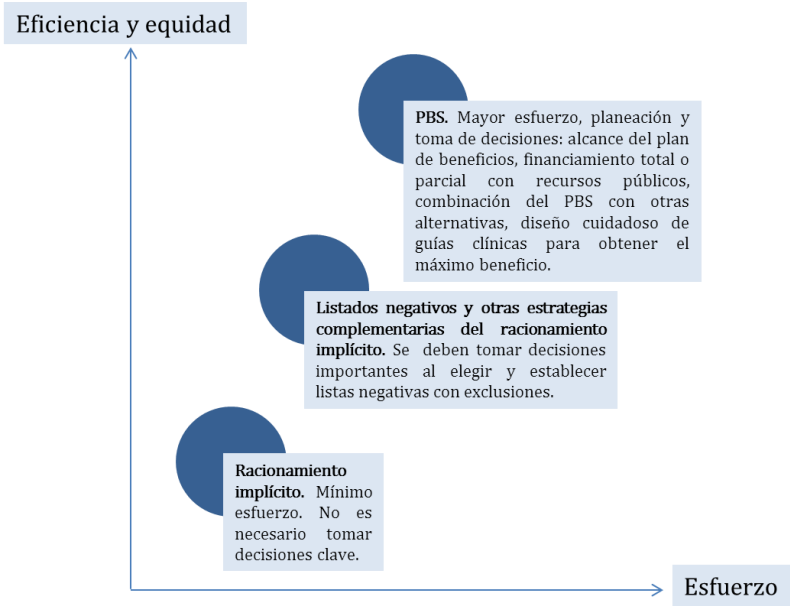 Eficiencia y equidad
PBS. Mayor esfuerzo, planeación y
toma de decisiones: alcance del plan
de beneficios, financiamiento total o
parcial con recursos públicos,
combinación del PBS con otras
alternativas, diseño cuidadoso de
guías clínicas para obtener el
máximo beneficio.
Listados negativos y otras estrategias
complementarias del racionamiento
implícito. Se deben tomar decisiones
importantes al elegir y establecer
listas negativas con exclusiones.
Racionamiento
implícito. Mínimo
esfuerzo. No es
necesario tomar
decisiones clave.
Esfuerzo